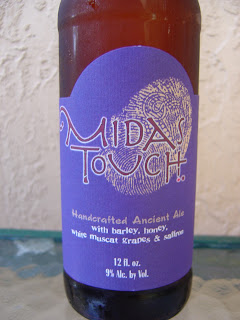 MIDAS
TOUCH
Handcrafted Ancient Ale
with barley, honey,
white muscat grapes & saffron
12 fl. oz.
9% Alc. by Vol.